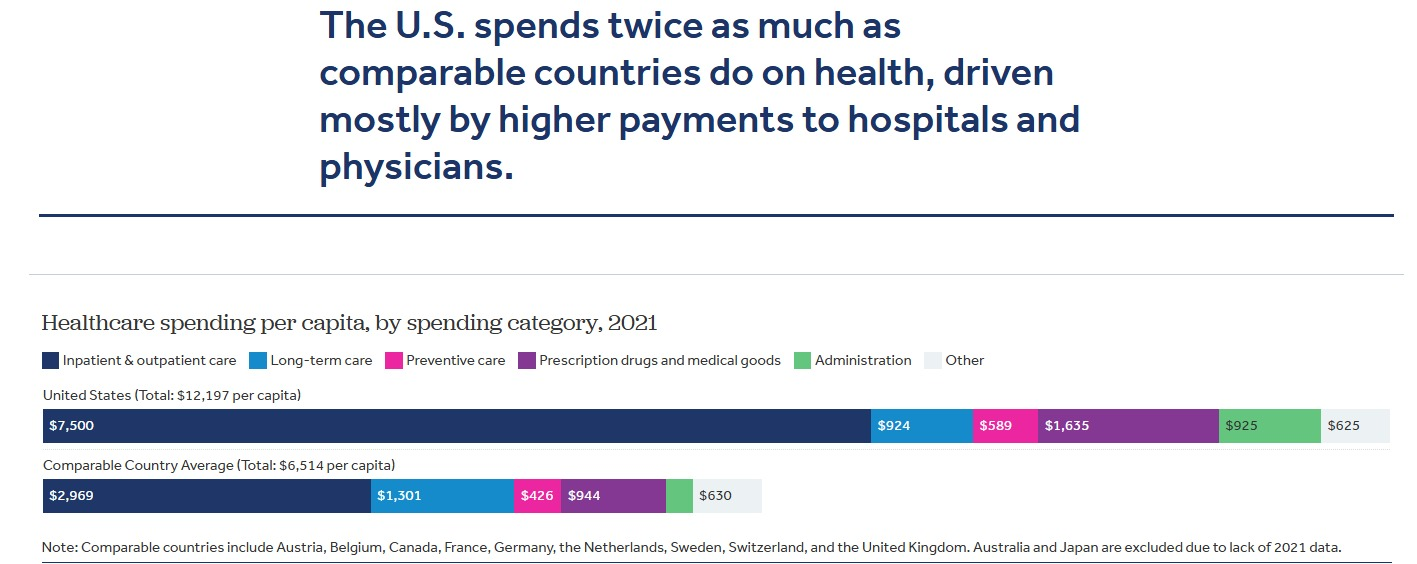 The U.S. spends twice as much as
comparable countries do on health, driven
mostly by higher payments to hospitals and
physicians.
Healthcare spending per capita, by spending category, 2021
Inpatient & outpatient care Long-term care Preventive care Prescription drugs and medical goods Administration Other
United States (Total: $12,197 per capita)
$7,500 $924 $589 $1,635 $925 $625
Comparable Country Average (Total: $6,514 per capita)
$2,969 $1,301 $426 $944 $630
Note: Comparable countries include Austria, Belgium, Canada, France, Germany, the Netherlands, Sweden, Switzerland, and the United Kingdom. Australia and Japan are excluded due to lack of 2021 data.